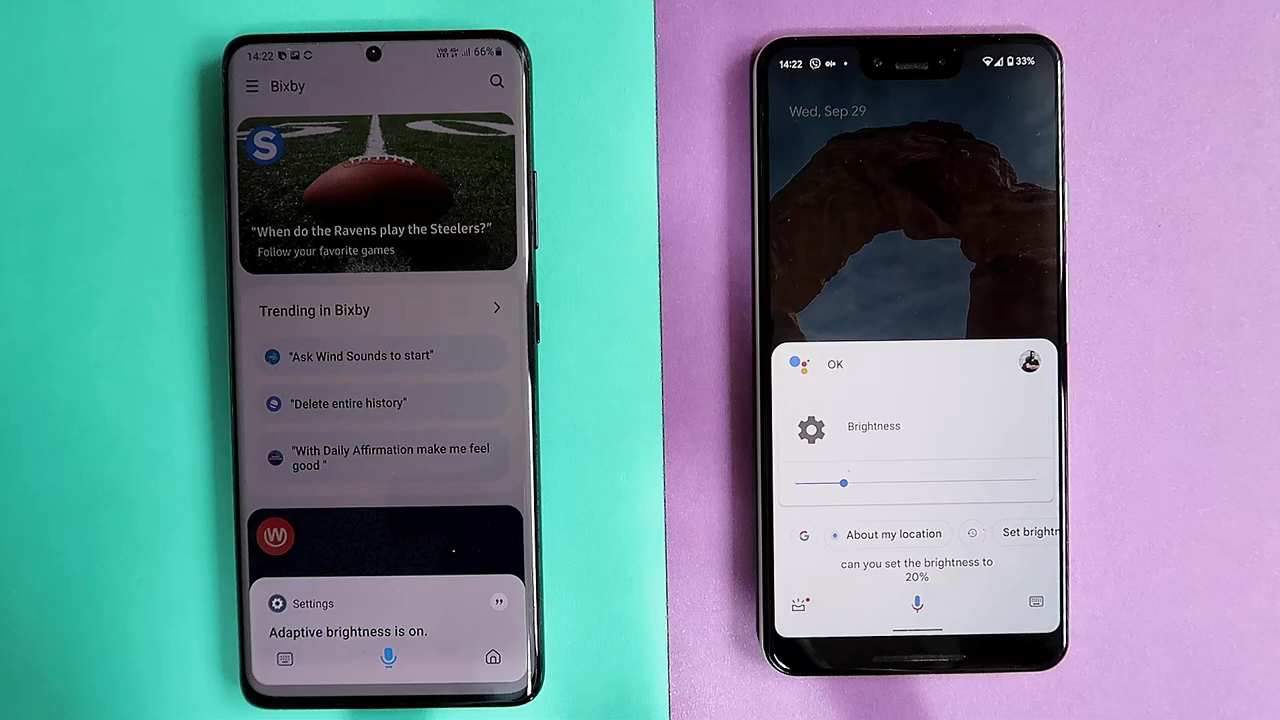 14:22
66%
Bixby
S
"When do the Ravens play the Steelers?"
Follow your favorite games
Trending in Bixby
"Ask Wind Sounds to start"
"Delete entire history"
"With Daily Affirmation make me feel
good "
W
Settings
Adaptive brightness is on.
14:22
33%
Wed, Sep 29
OK
Brightness
G
About my location
Set brightn
can you set the brightness to
20%